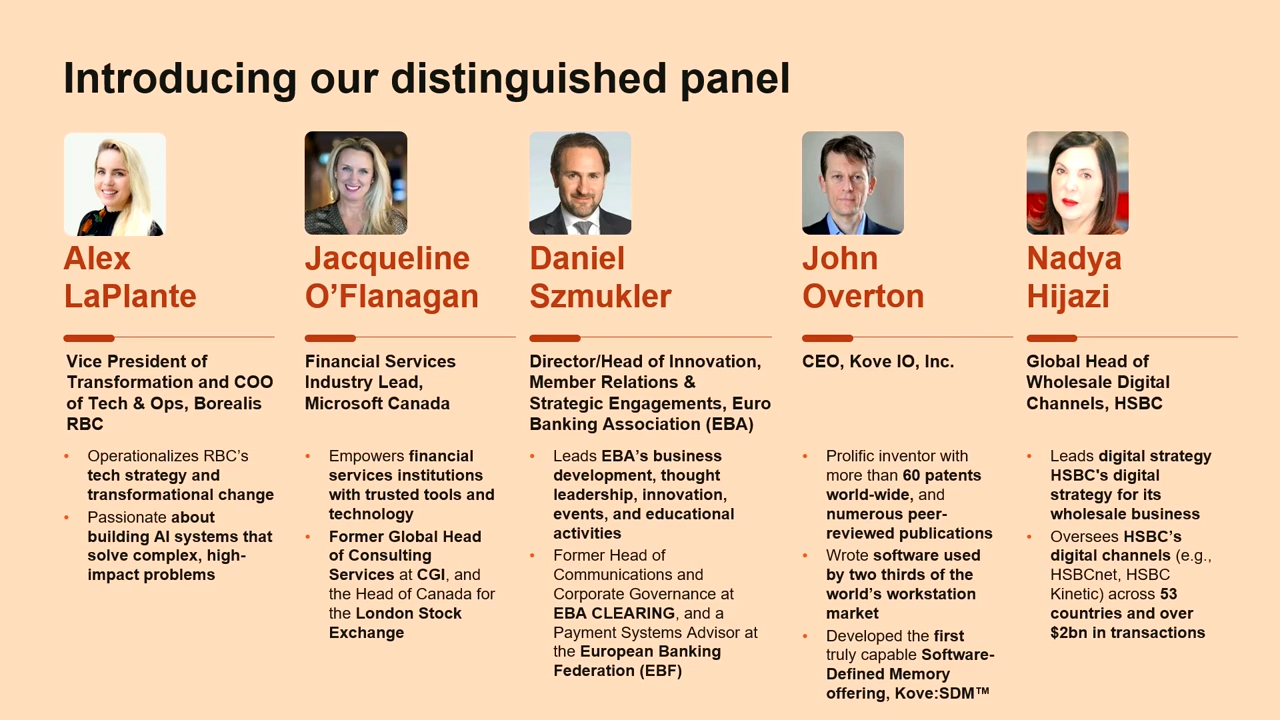 Introducing our distinguished panel
Alex
LaPlante
Vice President of
Transformation and COO
of Tech & Ops, Borealis
RBC
• Operationalizes RBC’s
tech strategy and
transformational change
• Passionate about
building AI systems that
solve complex, high-
impact problems
Jacqueline
O’Flanagan
Financial Services
Industry Lead,
Microsoft Canada
• Empowers financial
services institutions
with trusted tools and
technology
• Former Global Head
of Consulting
Services at CGI, and
the Head of Canada for
the London Stock
Exchange
Daniel
Szmukler
Director/Head of Innovation,
Member Relations &
Strategic Engagements, Euro
Banking Association (EBA)
• Leads EBA’s business
development, thought
leadership, innovation,
events, and educational
activities
• Former Head of
Communications and
Corporate Governance at
EBA CLEARING, and a
Payment Systems Advisor at
the European Banking
Federation (EBF)
John
Overton
CEO, Kove IO, Inc.
• Prolific inventor with
more than 60 patents
world-wide, and
numerous peer-
reviewed publications
• Wrote software used
by two thirds of the
world’s workstation
market
• Developed the first
truly capable Software-
Defined Memory
offering, Kove:SDM™
Nadya
Hijazi
Global Head of
Wholesale Digital
Channels, HSBC
• Leads digital strategy
HSBC's digital
strategy for its
wholesale business
• Oversees HSBC’s
digital channels (e.g.,
HSBCnet, HSBC
Kinetic) across 53
countries and over
$2bn in transactions